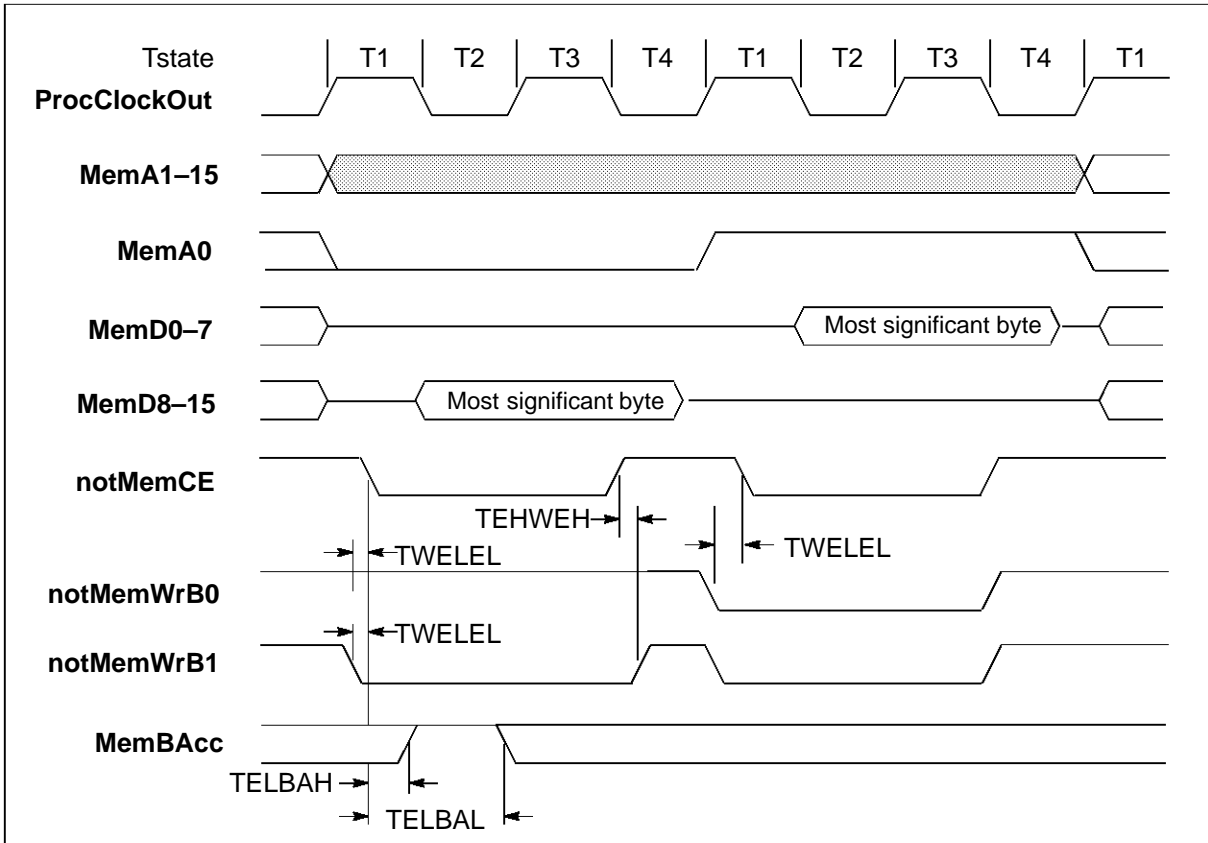 Tstate T1 T2 T3 T4 T1 T2 T3 T4 T1
ProcClockOut
MemA1–15
MemA0
MemD0–7 Most significant byte
MemD8–15 Most significant byte
notMemCE
TEHWEH
TWELEL TWELEL
notMemWrB0
TWELEL
notMemWrB1
MemBAcc
TELBAH
TELBAL